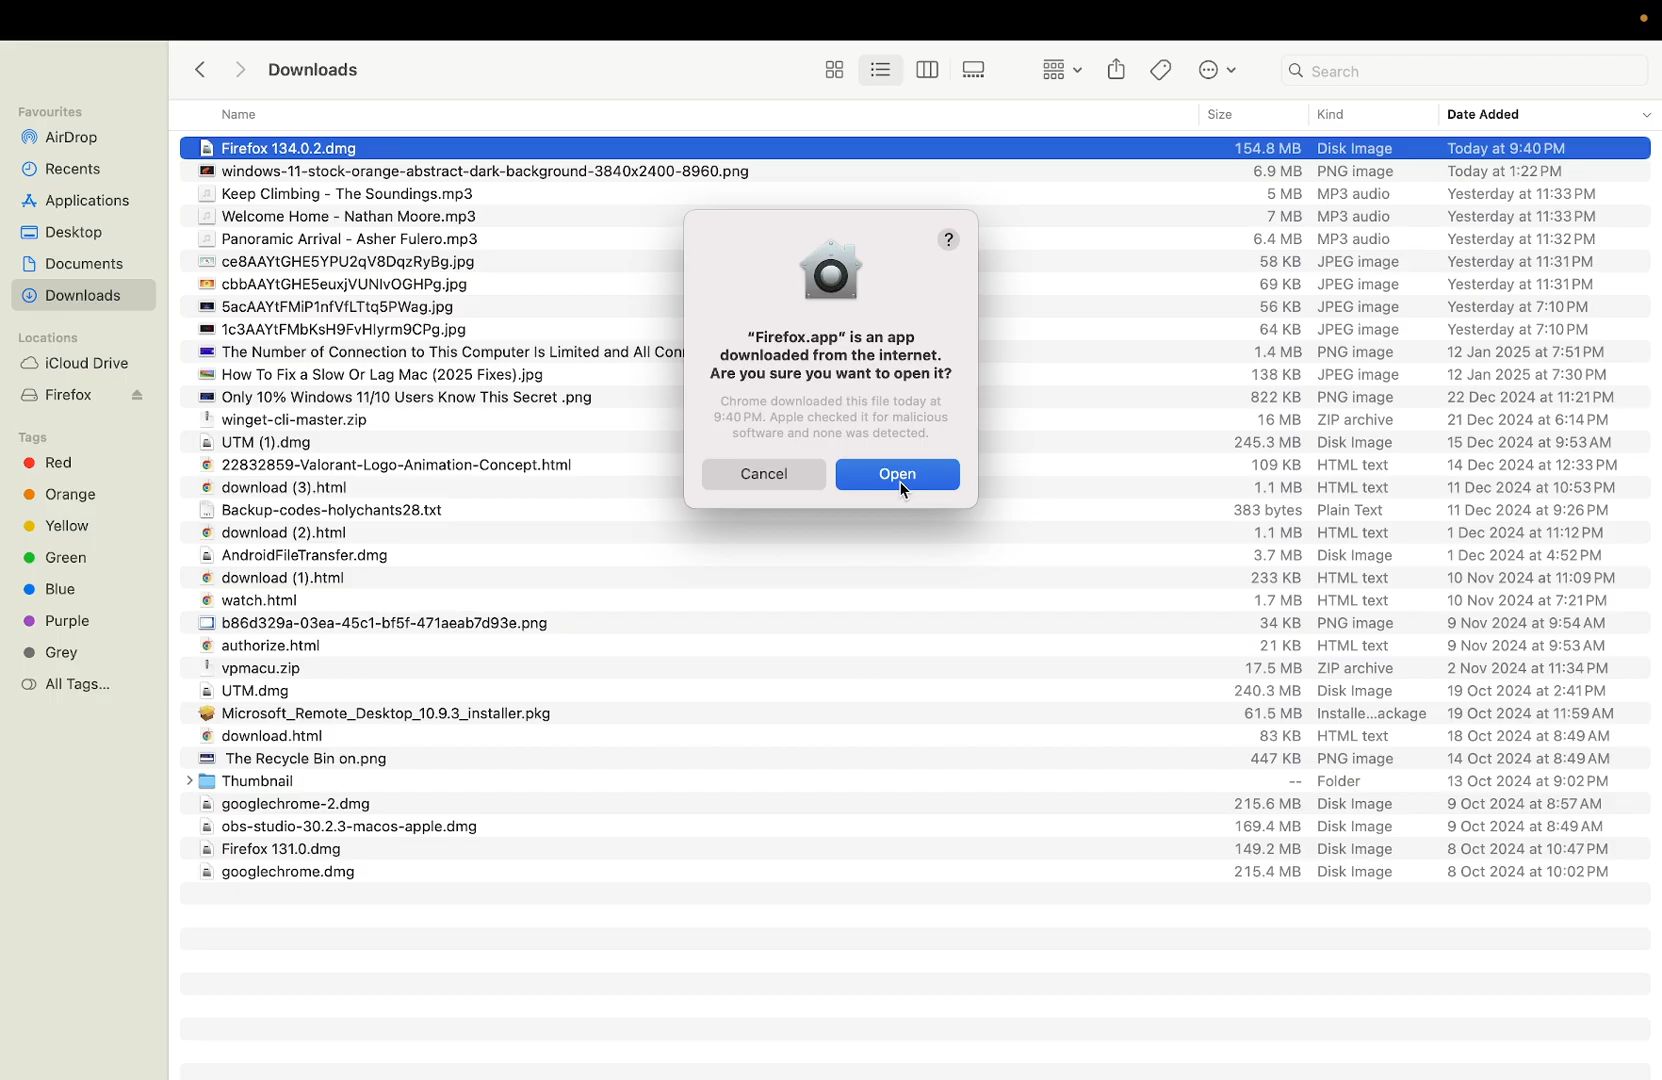 Downloads
Search
Favourites
AirDrop
Recents
Applications
Desktop
Documents
Downloads
Locations
iCloud Drive
Firefox
Tags
Red
Orange
Yellow
Green
Blue
Purple
Grey
All Tags...
Name Size Kind Date Added
Firefox 134.0.2.dmg 154.8 MB Disk Image Today at 9:40 PM
windows-11-stock-orange-abstract-dark-background-3840x2400-8960.png 6.9 MB PNG image Today at 1:22 PM
Keep Climbing - The Soundings.mp3 5 MB MP3 audio Yesterday at 11:33 PM
Welcome Home - Nathan Moore.mp3 7 MB MP3 audio Yesterday at 11:33 PM
Panoramic Arrival - Asher Fulero.mp3 6.4 MB MP3 audio Yesterday at 11:32 PM
ce8AAYtGHE5YPU2qV8DqzRyBg.jpg 58 KB JPEG image Yesterday at 11:31 PM
cbbAAYtGHE5euxjVUNIvOGHPg.jpg 69 KB JPEG image Yesterday at 11:31 PM
5acAAYtFMiP1nfVfLTtq5PWag.jpg 56 KB JPEG image Yesterday at 7:10 PM
1c3AAYtFMbKsH9FvHlyrm9CPg.jpg 64 KB JPEG image Yesterday at 7:10 PM
The Number of Connection to This Computer Is Limited and All Con 1.4 MB PNG image 12 Jan 2025 at 7:51 PM
How To Fix a Slow Or Lag Mac (2025 Fixes).jpg 138 KB JPEG image 12 Jan 2025 at 7:30 PM
Only 10% Windows 11/10 Users Know This Secret .png 822 KB PNG image 22 Dec 2024 at 11:21 PM
winget-cli-master.zip 16 MB ZIP archive 21 Dec 2024 at 6:14 PM
UTM (1).dmg 245.3 MB Disk Image 15 Dec 2024 at 9:53 AM
22832859-Valorant-Logo-Animation-Concept.html 109 KB HTML text 14 Dec 2024 at 12:33 PM
download (3).html 1.1 MB HTML text 11 Dec 2024 at 10:53 PM
Backup-codes-holychants28.txt 383 bytes Plain Text 11 Dec 2024 at 9:26 PM
download (2).html 1.1 MB HTML text 1 Dec 2024 at 11:12 PM
AndroidFileTransfer.dmg 3.7 MB Disk Image 1 Dec 2024 at 4:52 PM
download (1).html 233 KB HTML text 10 Nov 2024 at 11:09 PM
watch.html 1.7 MB HTML text 10 Nov 2024 at 7:21 PM
b86d329a-03ea-45c1-bf5f-471aeab7d93e.png 34 KB PNG image 9 Nov 2024 at 9:54 AM
authorize.html 21 KB HTML text 9 Nov 2024 at 9:53 AM
vpmacu.zip 17.5 MB ZIP archive 2 Nov 2024 at 11:34 PM
UTM.dmg 240.3 MB Disk Image 19 Oct 2024 at 2:41 PM
Microsoft_Remote_Desktop_10.9.3_installer.pkg 61.5 MB Installe...ackage 19 Oct 2024 at 11:59 AM
download.html 83 KB HTML text 18 Oct 2024 at 8:49 AM
The Recycle Bin on.png 447 KB PNG image 14 Oct 2024 at 8:49 AM
Thumbnail -- Folder 13 Oct 2024 at 9:02 PM
googlechrome-2.dmg 215.6 MB Disk Image 9 Oct 2024 at 8:57 AM
obs-studio-30.2.3-macos-apple.dmg 169.4 MB Disk Image 9 Oct 2024 at 8:49 AM
Firefox 131.0.dmg 149.2 MB Disk Image 8 Oct 2024 at 10:47 PM
googlechrome.dmg 215.4 MB Disk Image 8 Oct 2024 at 10:02 PM
?
“Firefox.app” is an app
downloaded from the internet.
Are you sure you want to open it?
Chrome downloaded this file today at
9:40 PM. Apple checked it for malicious
software and none was detected.
Cancel Open